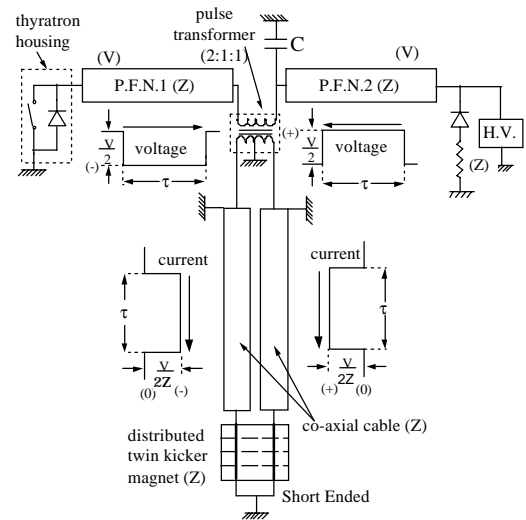 thyratron
housing
pulse
transformer
(2:1:1)
C
(V)
(V)
P.F.N.1 (Z)
P.F.N.2 (Z)
H.V.
(Z)
V
2
(-)
voltage
τ
(+)
V
2
voltage
τ
current
τ
V
2Z
(0)
(-)
current
τ
V
2Z
(+)
(0)
co-axial cable (Z)
distributed
twin kicker
magnet (Z)
Short Ended